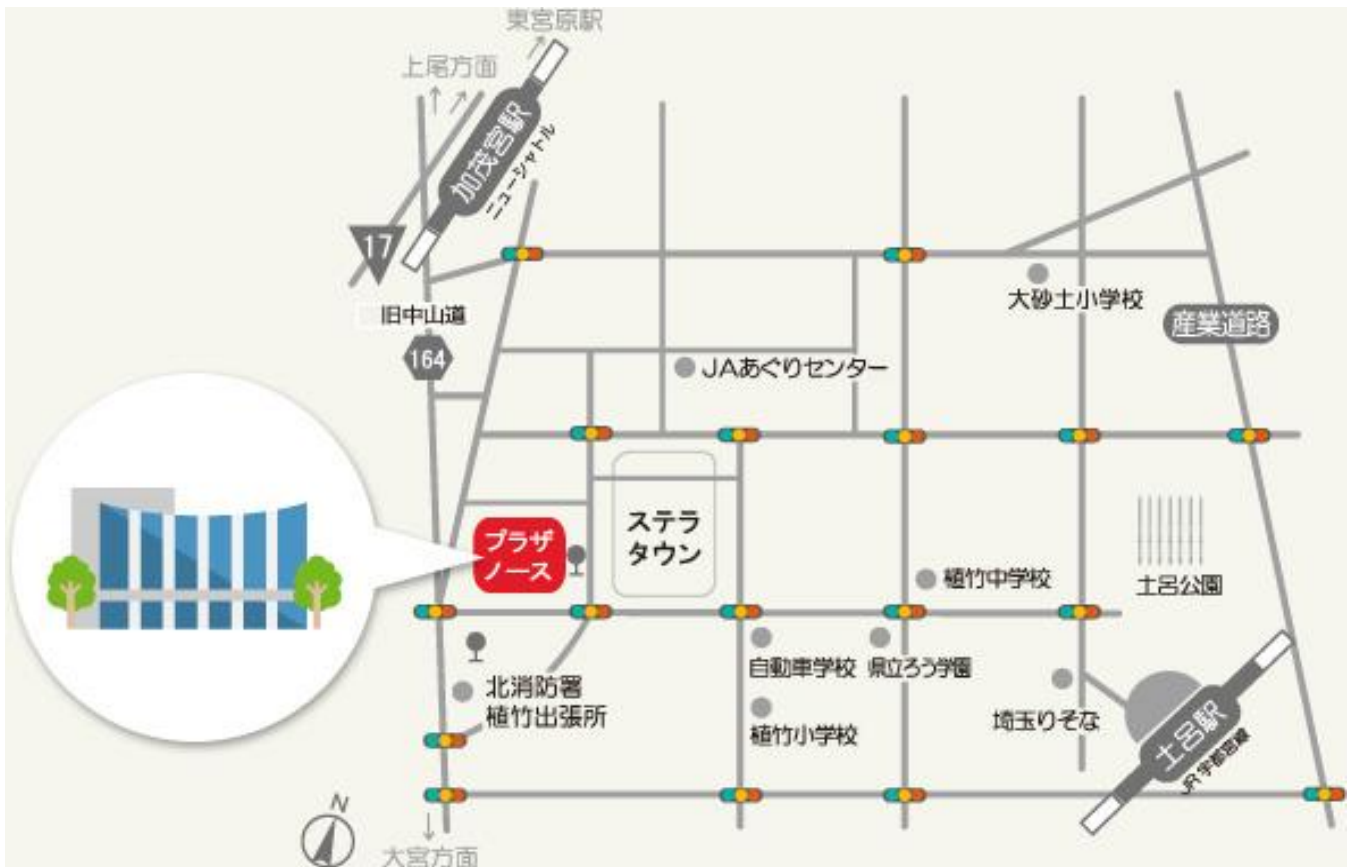 東宮原駅
上尾方面
加茂宮駅
ニューシャトル
17
旧中山道
164
大砂土小学校
産業道路
JAあぐりセンター
プラザ
ノース
ステラ
タウン
植竹中学校
土呂公園
自動車学校
県立ろう学園
北消防署
植竹出張所
植竹小学校
埼玉りそな
土呂駅
JR宇都宮線
N
大宮方面